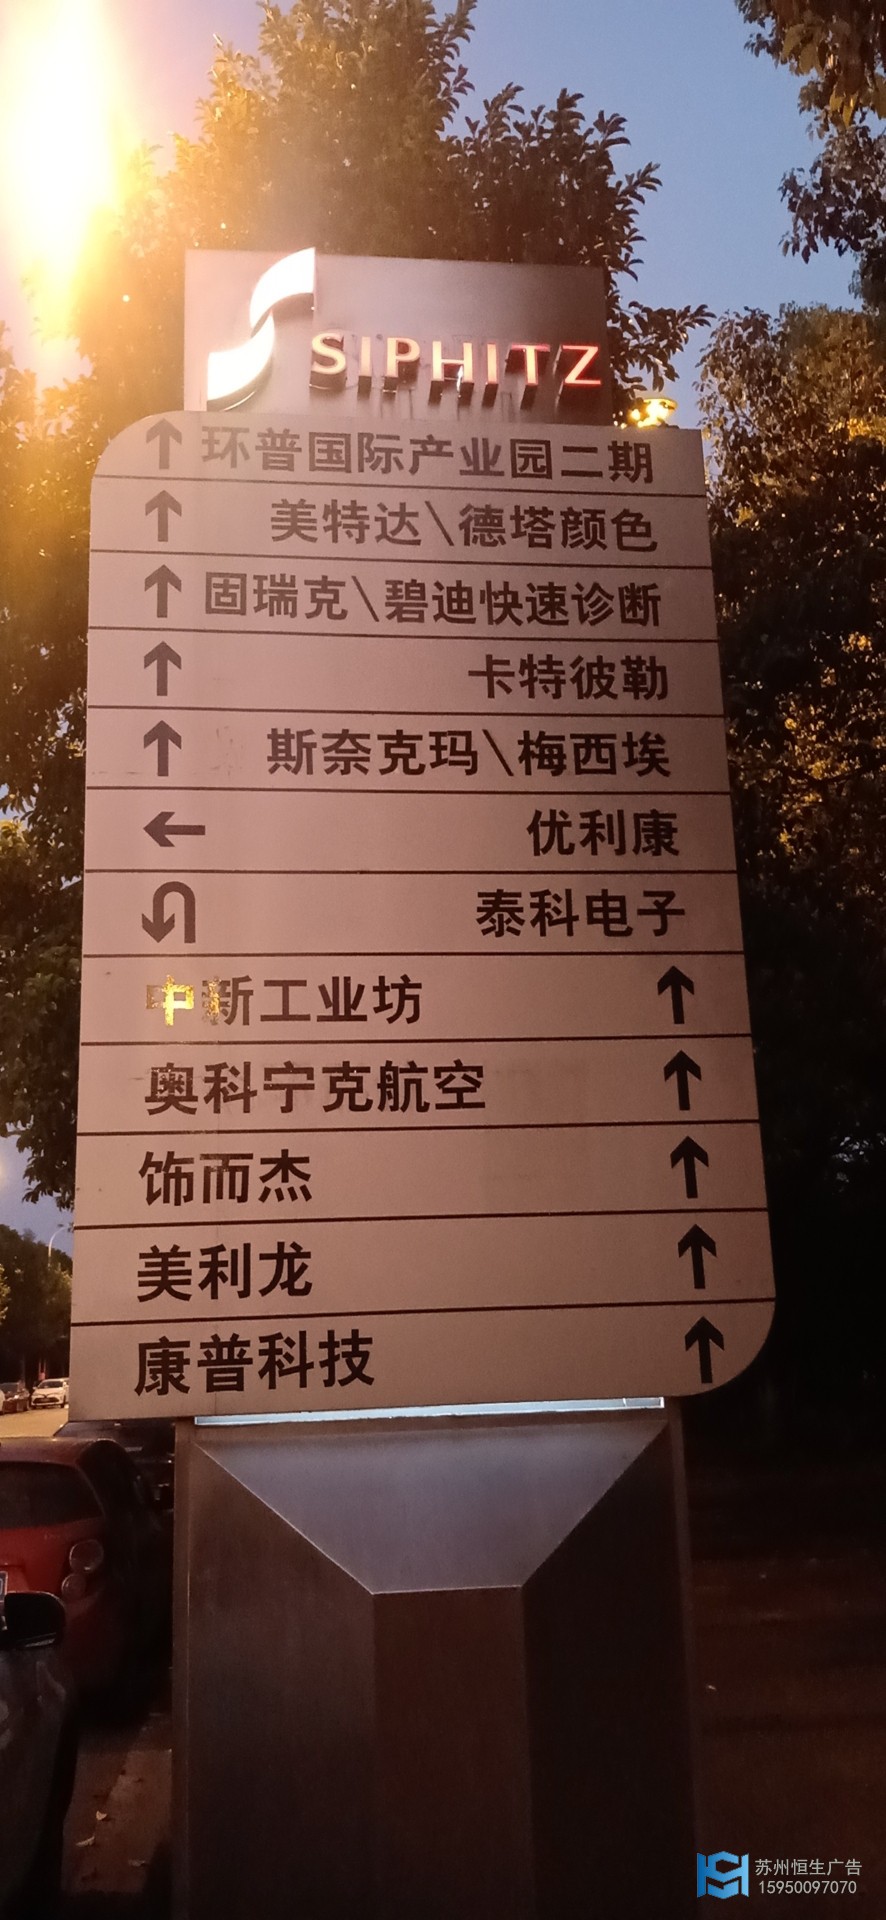 SIPHITZ
↑ 环普国际产业园二期
↑ 美特达\德塔颜色
↑ 固瑞克\碧迪快速诊断
↑ 卡特彼勒
↑ 斯奈克玛\梅西埃
← 优利康
泰科电子
中新工业坊 ↑
奥科宁克航空 ↑
饰而杰 ↑
美利龙 ↑
康普科技 ↑
苏州恒生广告
15950097070